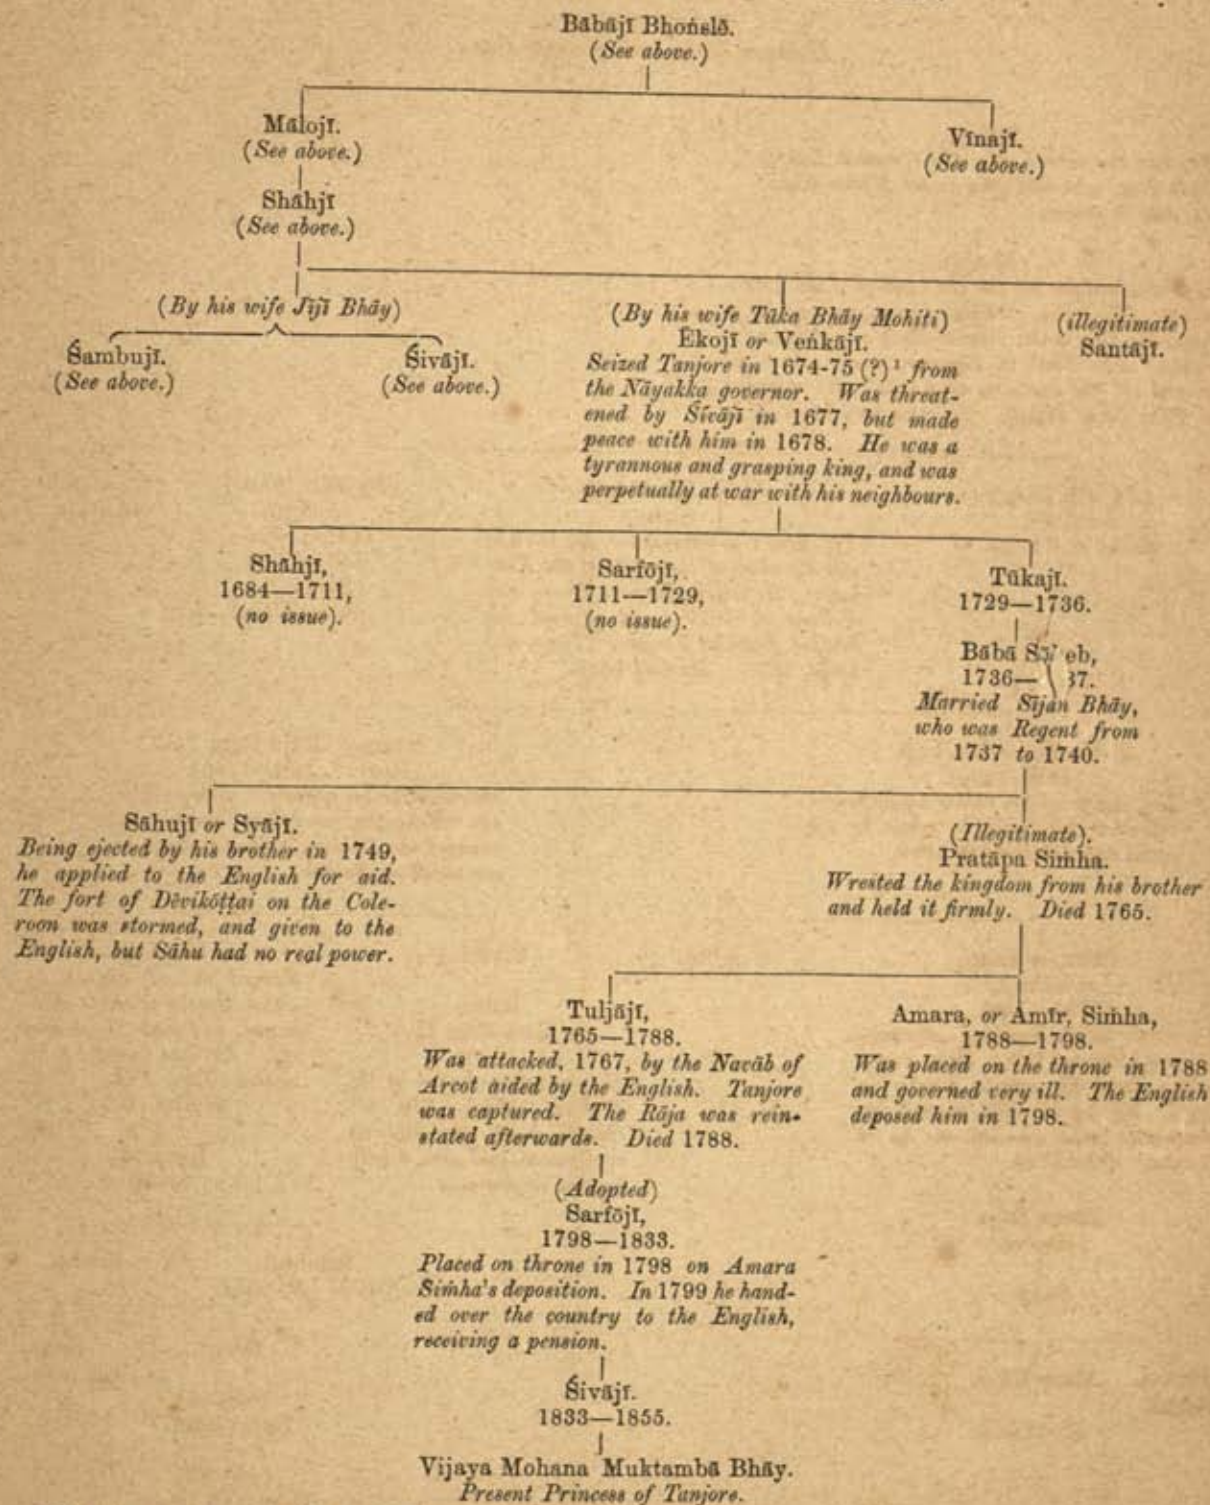 Bābājī Bhoṅslē.
(See above.)
Mālojī.
(See above.)
Vīnajī.
(See above.)
Shāhjī
(See above.)
(By his wife Jījī Bhāy)
Śambujī.
(See above.)
Śivājī.
(See above.)
(By his wife Tūka Bhāy Mohiti)
Ēkojī or Veṅkājī.
Seized Tanjore in 1674-75 (?)¹ from
the Nāyakka governor. Was threat-
ened by Śivājī in 1677, but made
peace with him in 1678. He was a
tyrannous and grasping king, and was
perpetually at war with his neighbours.
(illegitimate)
Santājī.
Shāhjī,
1684—1711,
(no issue).
Sarfōjī,
1711—1729,
(no issue).
Tūkajī.
1729—1736.
Bābā eb,
1736— 37.
Married Sījān Bhāy,
who was Regent from
1737 to 1740.
Sāhujī or Syājī.
Being ejected by his brother in 1749,
he applied to the English for aid.
The fort of Dēvikōṭṭai on the Cole-
roon was stormed, and given to the
English, but Sāhu had no real power.
(Illegitimate).
Pratāpa Siṁha.
Wrested the kingdom from his brother
and held it firmly. Died 1765.
Tuljājī,
1765—1788.
Was attacked, 1767, by the Navāb of
Arcot aided by the English. Tanjore
was captured. The Rāja was rein-
stated afterwards. Died 1788.
Amara, or Amīr, Siṁha,
1788—1798.
Was placed on the throne in 1788
and governed very ill. The English
deposed him in 1798.
(Adopted)
Sarfōjī,
1798—1833.
Placed on throne in 1798 on Amara
Siṁha's deposition. In 1799 he hand-
ed over the country to the English,
receiving a pension.
Śivājī.
1833—1855.
Vijaya Mohana Muktambā Bhāy.
Present Princess of Tanjore.